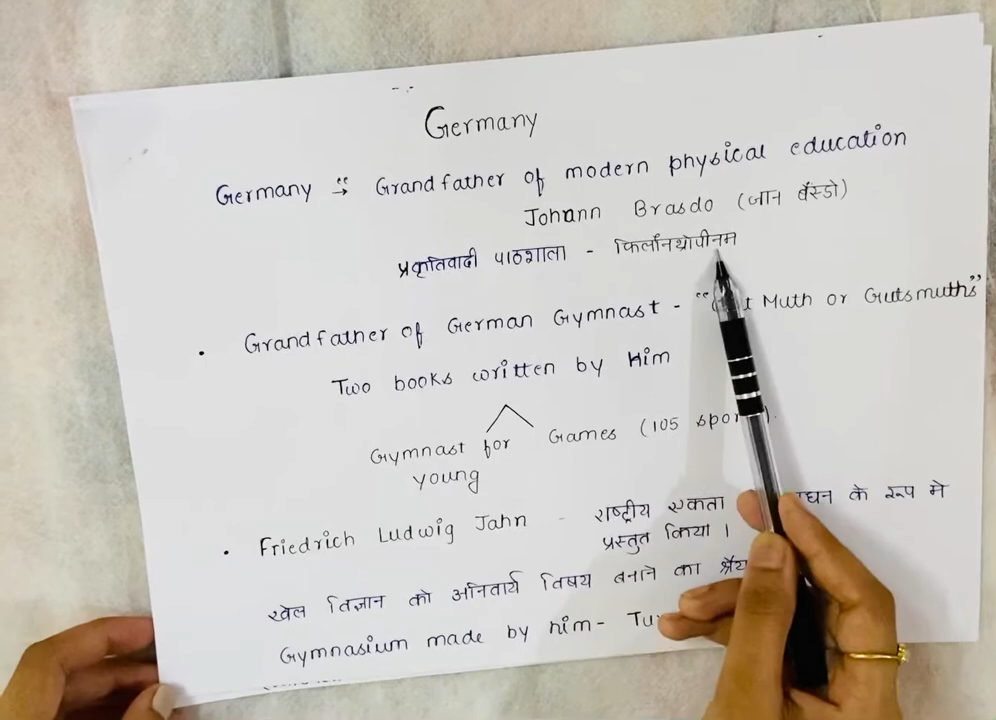 Germany
Germany → Grandfather of modern physical education
Johann Brasdo (जान बैंस्डो)
प्रकृतिवादी पाठशाला - फिलाँनथ्रोपीनम
• Grandfather of German Gymnast - " Muth or Gutsmuths"
Two books written by Him
Gymnast for young
Games (105
• Friedrich Ludwig Jahn - राष्ट्रीय एकता के रूप मे
प्रस्तुत किया ।
खेल विज्ञान को अनिवार्य विषय बनाने का
Gymnasium made by him-